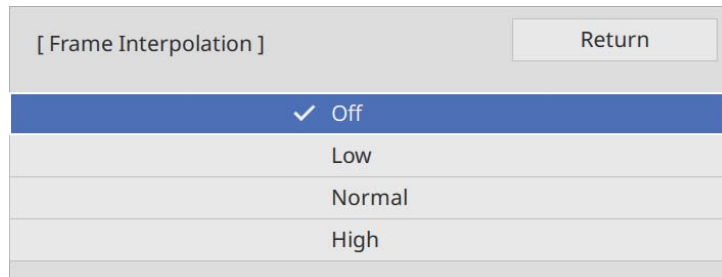 [ Frame Interpolation ]
Return
Off
Low
Normal
High